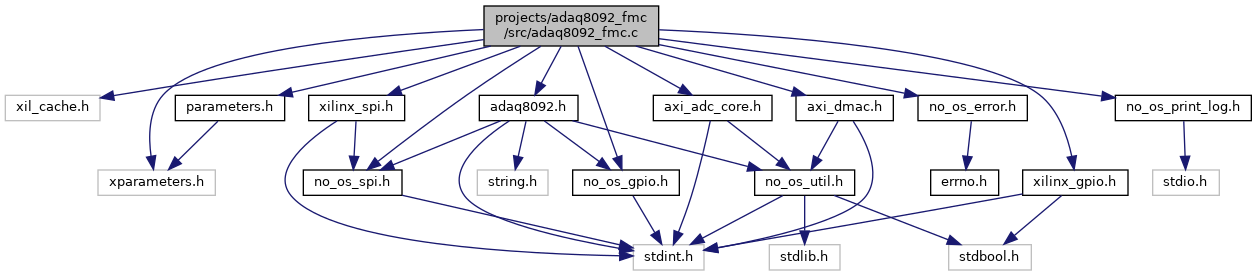 projects/adaq8092_fmc
/src/adaq8092_fmc.c
xil_cache.h
parameters.h
xilinx_spi.h
adaq8092.h
axi_adc_core.h
axi_dmac.h
no_os_error.h
no_os_print_log.h
xparameters.h
no_os_spi.h
string.h
no_os_gpio.h
no_os_util.h
errno.h
xilinx_gpio.h
stdio.h
stdint.h
stdlib.h
stdbool.h